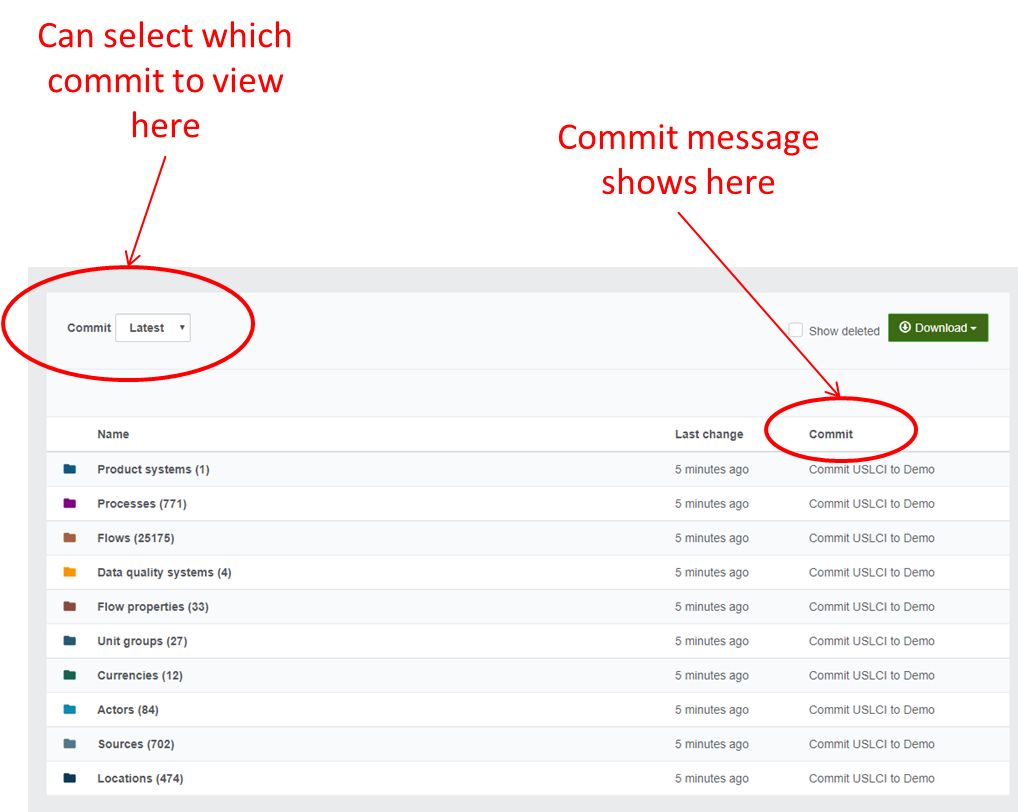 Can select which
commit to view
here
Commit message
shows here
Commit Latest Show deleted Download
Name Last change Commit
Product systems (1) 5 minutes ago Commit USLCI to Demo
Processes (771) 5 minutes ago Commit USLCI to Demo
Flows (25175) 5 minutes ago Commit USLCI to Demo
Data quality systems (4) 5 minutes ago Commit USLCI to Demo
Flow properties (33) 5 minutes ago Commit USLCI to Demo
Unit groups (27) 5 minutes ago Commit USLCI to Demo
Currencies (12) 5 minutes ago Commit USLCI to Demo
Actors (84) 5 minutes ago Commit USLCI to Demo
Sources (702) 5 minutes ago Commit USLCI to Demo
Locations (474) 5 minutes ago Commit USLCI to Demo